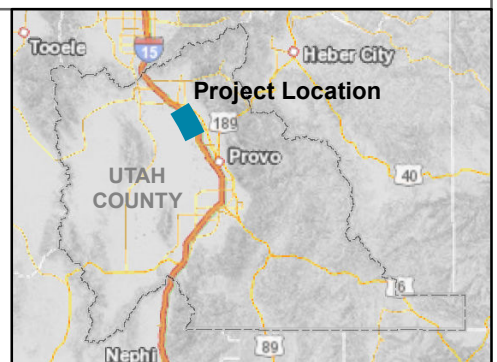 Tooele
15
Heber City
Project Location
189
Provo
UTAH
COUNTY
40
6
89
Nephi